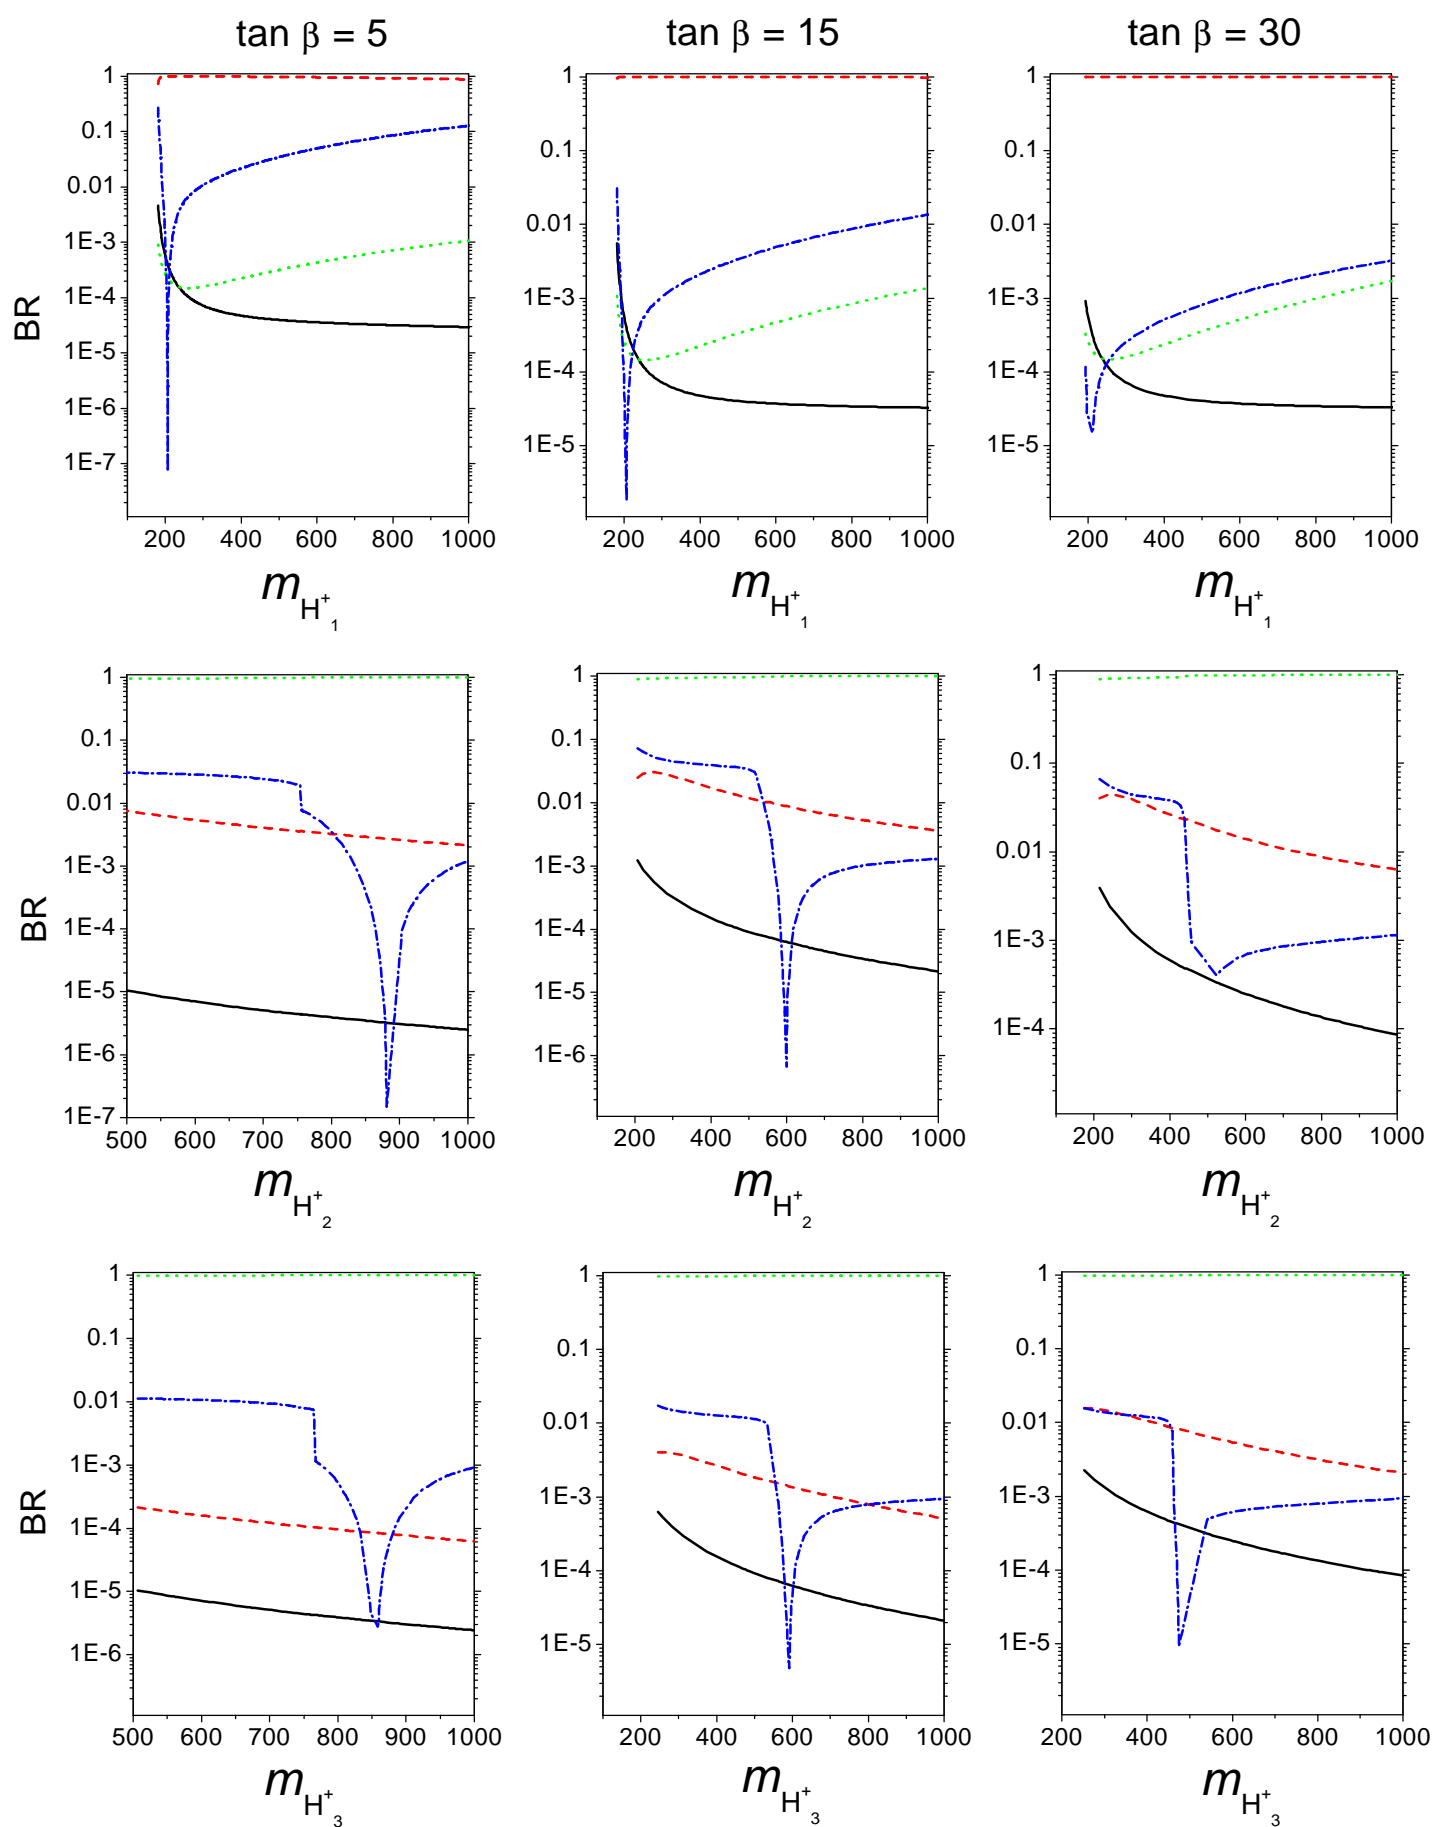 tan β = 5 tan β = 15 tan β = 30
1 1 1
0.1 0.1 0.1
0.01 0.01 0.01
1E-3 1E-3 1E-3
1E-4 1E-4 1E-4
1E-5 1E-5 1E-5
1E-6
1E-7
BR
200 400 600 800 1000 200 400 600 800 1000 200 400 600 800 1000
m H⁺₁ m H⁺₁ m H⁺₁
1 1 1
0.1 0.1 0.1
0.01 0.01 0.01
1E-3 1E-3 1E-3
1E-4 1E-4 1E-4
1E-5 1E-5
1E-6 1E-6
1E-7
BR
500 600 700 800 900 1000 200 400 600 800 1000 200 400 600 800 1000
m H⁺₂ m H⁺₂ m H⁺₂
1 1 1
0.1 0.1 0.1
0.01 0.01 0.01
1E-3 1E-3 1E-3
1E-4 1E-4 1E-4
1E-5 1E-5 1E-5
1E-6
BR
500 600 700 800 900 1000 200 400 600 800 1000 200 400 600 800 1000
m H⁺₃ m H⁺₃ m H⁺₃